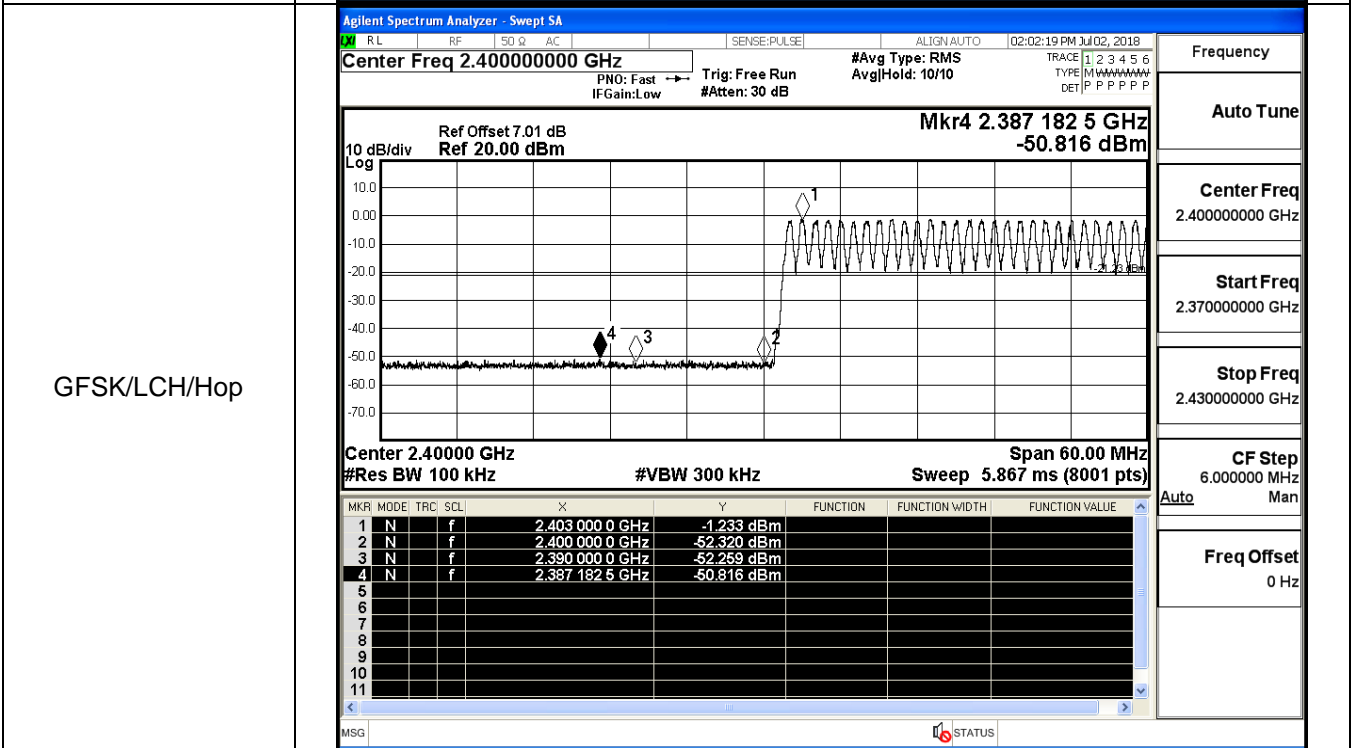 GFSK/LCH/Hop
Agilent Spectrum Analyzer - Swept SA
LXI RL RF 50 Ω AC SENSE:PULSE ALIGN AUTO 02:02:19 PM Jul 02, 2018
Center Freq 2.400000000 GHz
PNO: Fast
IFGain:Low
Trig: Free Run
#Atten: 30 dB
#Avg Type: RMS
Avg|Hold: 10/10
TRACE 1 2 3 4 5 6
TYPE M WWWWW
DET P P P P P P
Mkr4 2.387 182 5 GHz
-50.816 dBm
Ref Offset 7.01 dB
10 dB/div Ref 20.00 dBm
Log
10.0
0.00
-10.0
-20.0
-30.0
-40.0
-50.0
-60.0
-70.0
1
4
3
2
-21.23 dBm
Center 2.40000 GHz Span 60.00 MHz
#Res BW 100 kHz #VBW 300 kHz Sweep 5.867 ms (8001 pts)
MKR MODE TRC SCL X Y FUNCTION FUNCTION WIDTH FUNCTION VALUE
1 N f 2.403 000 0 GHz -1.233 dBm
2 N f 2.400 000 0 GHz -52.320 dBm
3 N f 2.390 000 0 GHz -52.259 dBm
4 N f 2.387 182 5 GHz -50.816 dBm
5
6
7
8
9
10
11
MSG STATUS
Frequency
Auto Tune
Center Freq
2.400000000 GHz
Start Freq
2.370000000 GHz
Stop Freq
2.430000000 GHz
CF Step
6.000000 MHz
Auto Man
Freq Offset
0 Hz